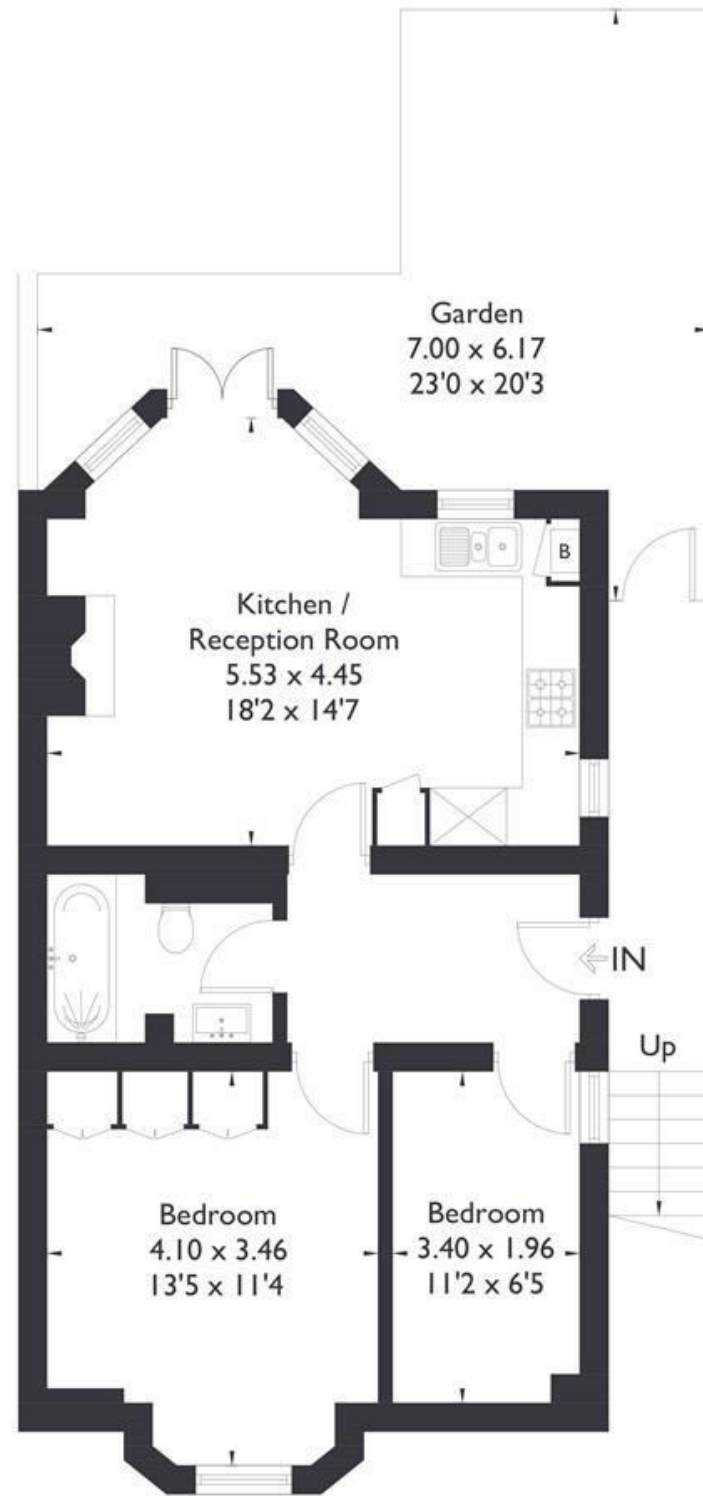 Garden
7.00 x 6.17
23'0 x 20'3
B
Kitchen /
Reception Room
5.53 x 4.45
18'2 x 14'7
IN
Up
Bedroom
4.10 x 3.46
13'5 x 11'4
Bedroom
3.40 x 1.96
11'2 x 6'5